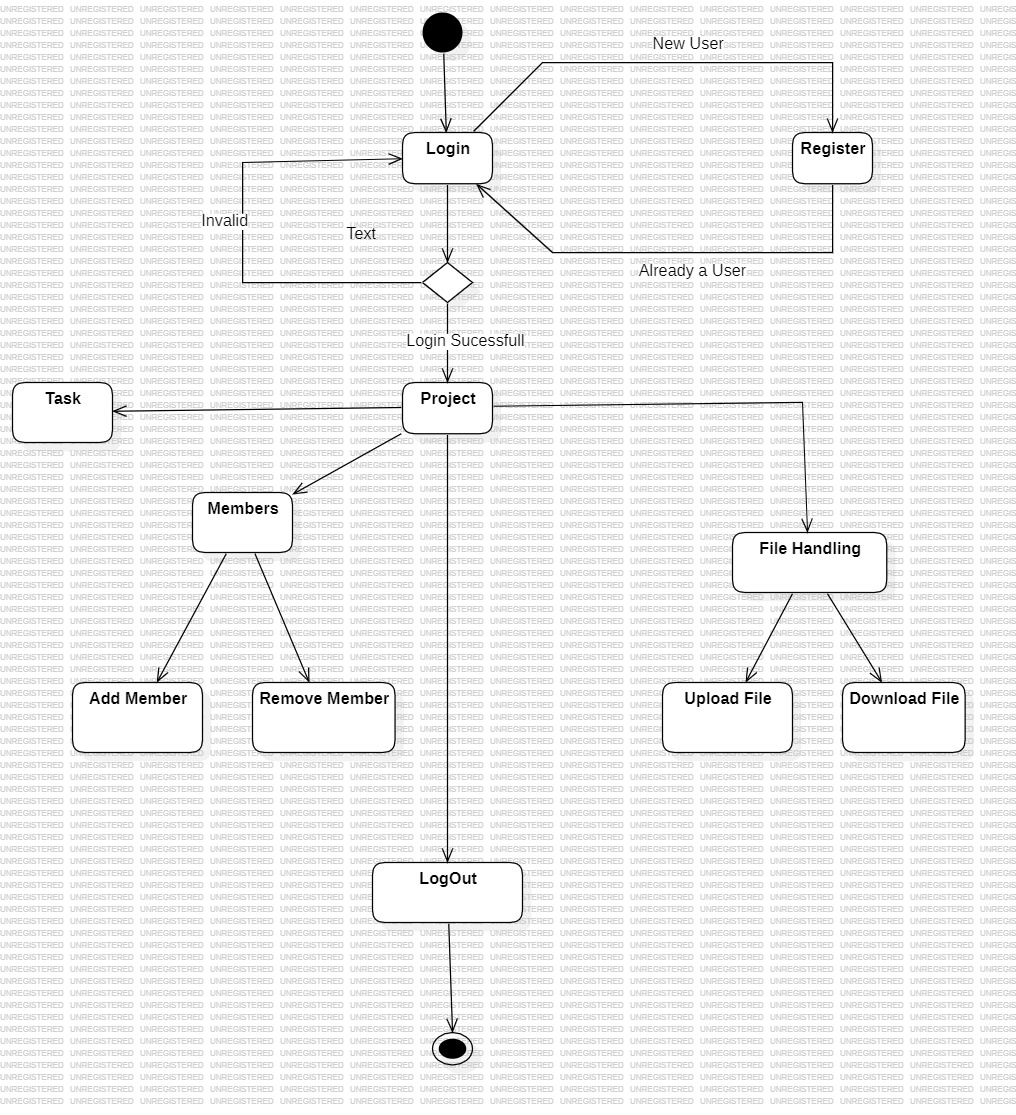 New User
Login
Register
Invalid
Text
Already a User
Login Sucessfull
Task
Project
Members
File Handling
Add Member
Remove Member
Upload File
Download File
LogOut
UNREGISTERED